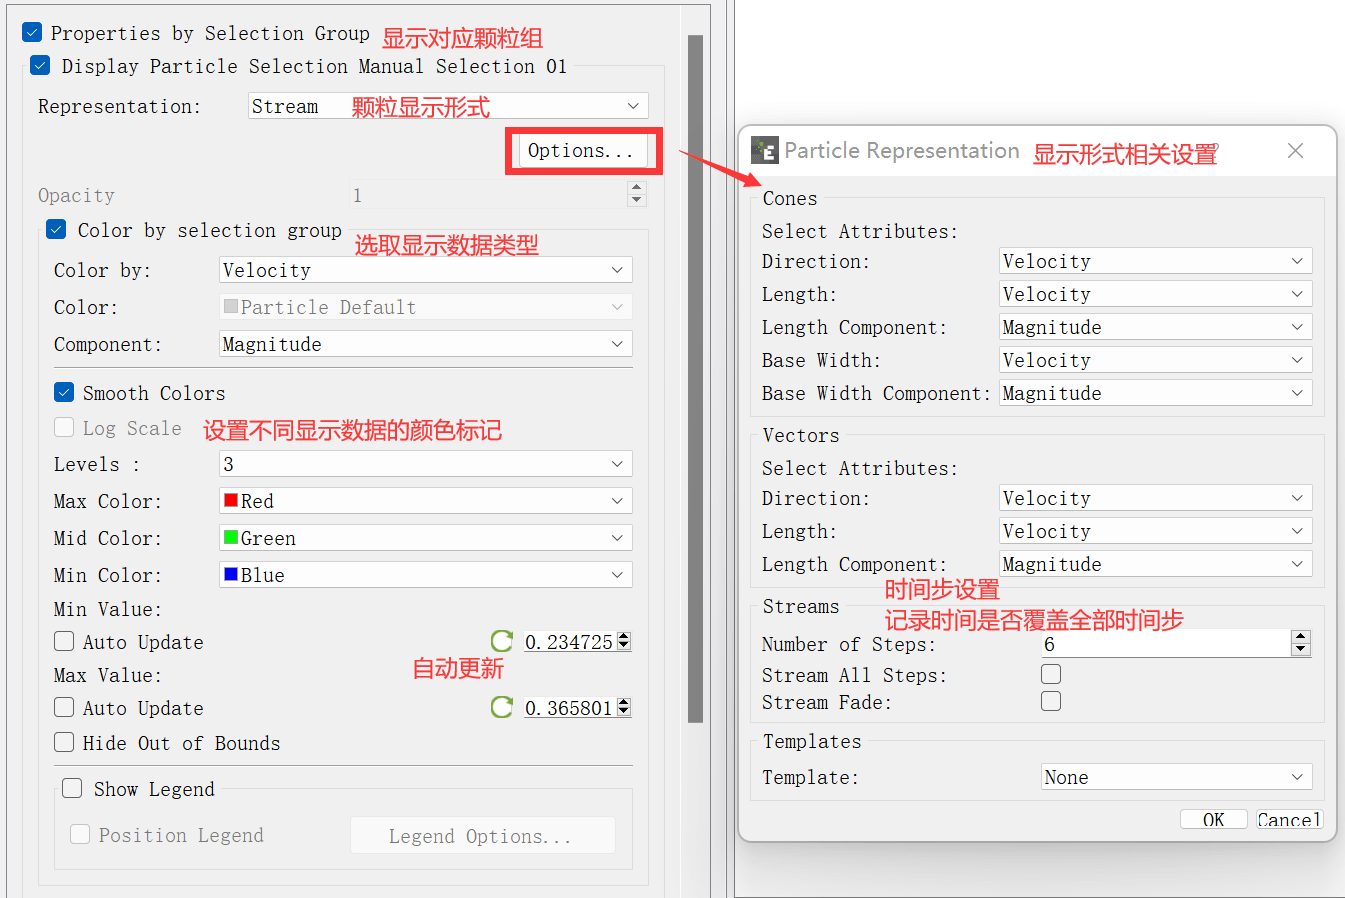 Properties by Selection Group 显示对应颗粒组
Display Particle Selection Manual Selection 01
Representation: Stream 颗粒显示形式
Options...
Opacity 1
Color by selection group 选取显示数据类型
Color by: Velocity
Color: Particle Default
Component: Magnitude
Smooth Colors
Log Scale 设置不同显示数据的颜色标记
Levels : 3
Max Color: Red
Mid Color: Green
Min Color: Blue
Min Value:
Auto Update 0.234725
自动更新
Max Value:
Auto Update 0.365801
Hide Out of Bounds
Show Legend
Position Legend Legend Options...
Particle Representation 显示形式相关设置
Cones
Select Attributes:
Direction: Velocity
Length: Velocity
Length Component: Magnitude
Base Width: Velocity
Base Width Component: Magnitude
Vectors
Select Attributes:
Direction: Velocity
Length: Velocity
Length Component: Magnitude
时间步设置
Streams
记录时间是否覆盖全部时间步
Number of Steps: 6
Stream All Steps:
Stream Fade:
Templates
Template: None
OK Cancel